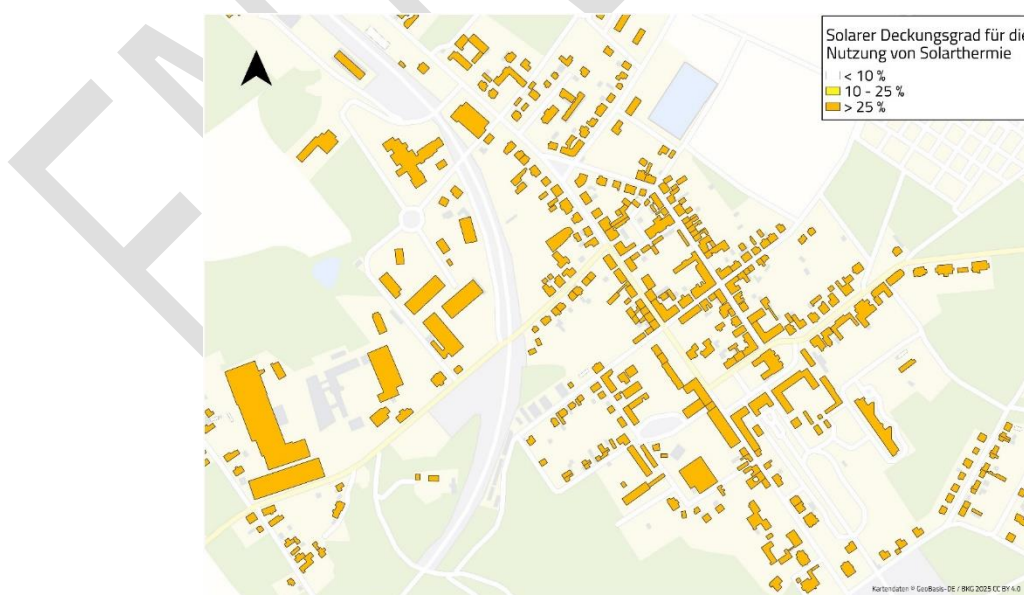 Solarer Deckungsgrad für die
Nutzung von Solarthermie
< 10 %
10 - 25 %
> 25 %
Kartendaten © GeoBasis-DE / BKG 2025 CC BY 4.0